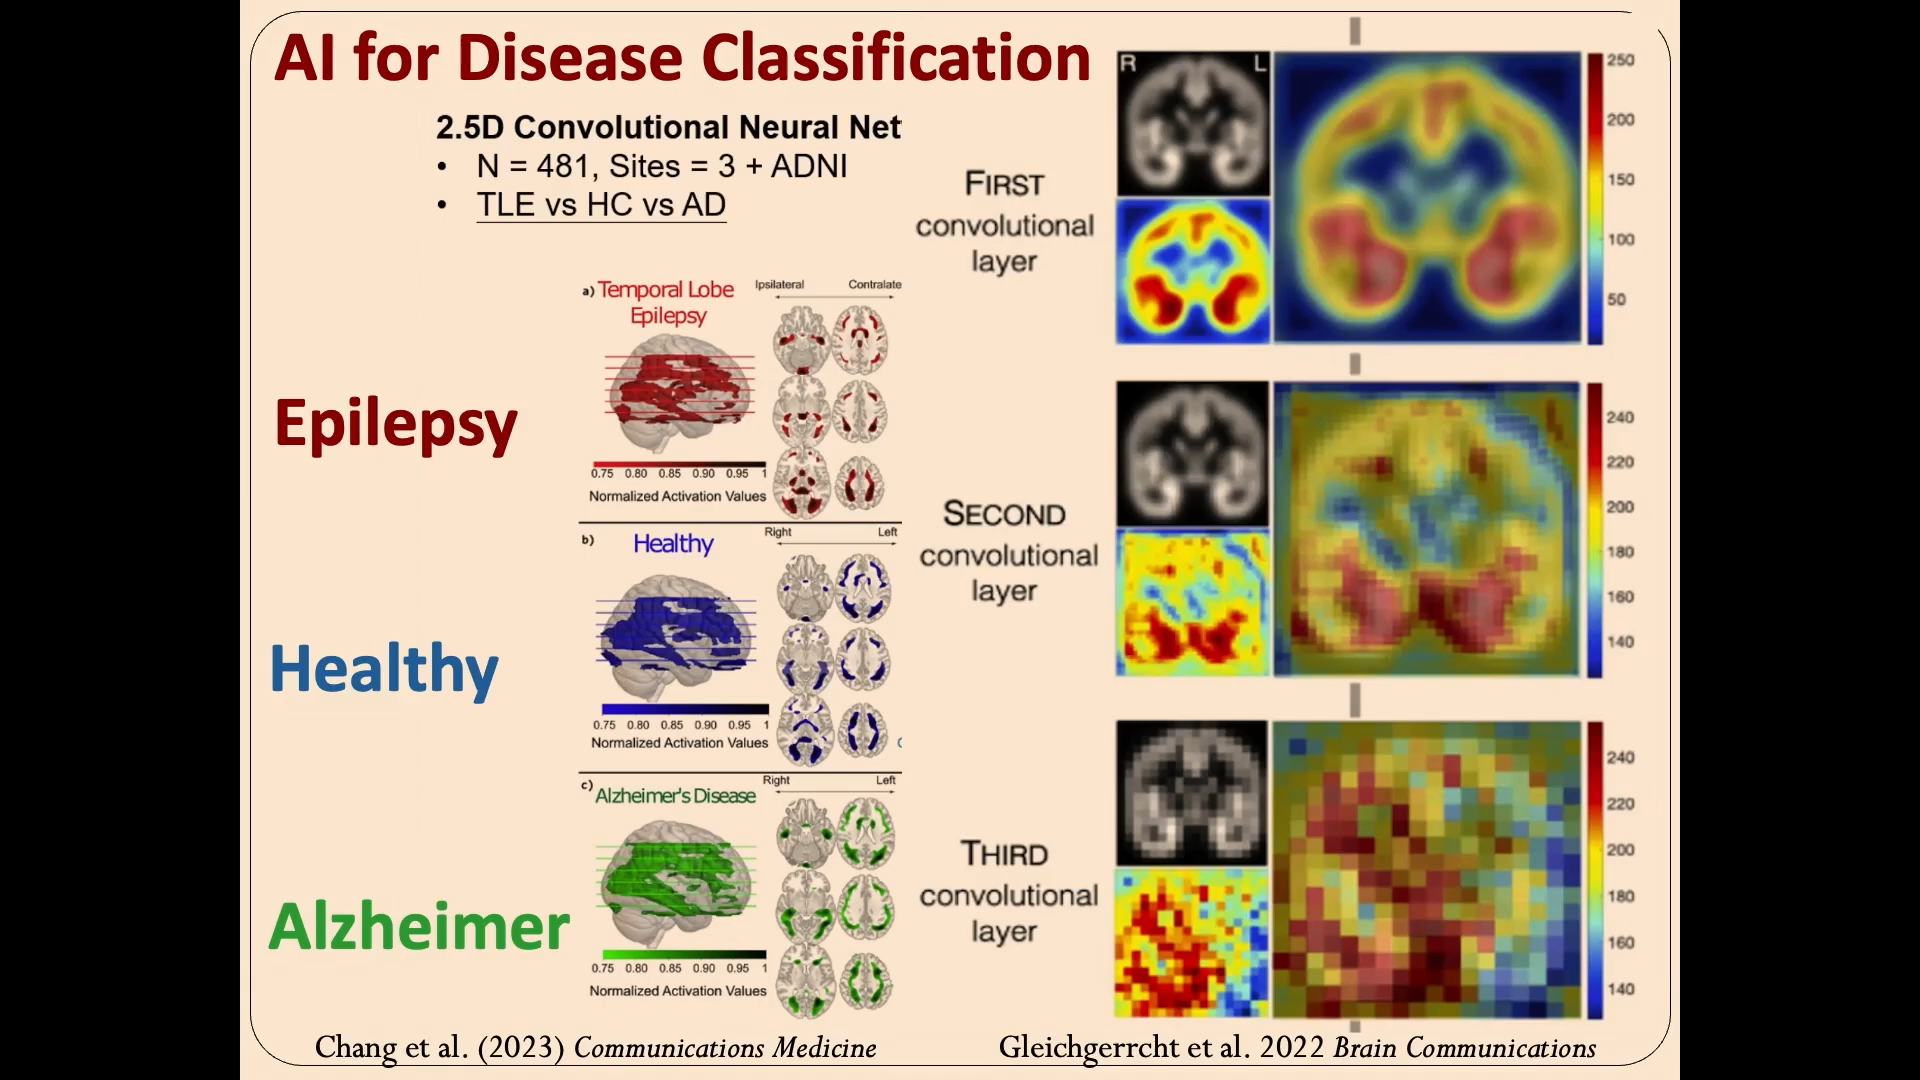 AI for Disease Classification
2.5D Convolutional Neural Net
• N = 481, Sites = 3 + ADNI
• TLE vs HC vs AD
Epilepsy
a) Temporal Lobe
Epilepsy
Ipsilateral Contralate
0.75 0.80 0.85 0.90 0.95 1
Normalized Activation Values
Healthy
b) Healthy
Right Left
0.75 0.80 0.85 0.90 0.95 1
Normalized Activation Values
Alzheimer
c) Alzheimer's Disease
Right Left
0.75 0.80 0.85 0.90 0.95 1
Normalized Activation Values
Chang et al. (2023) Communications Medicine
FIRST
convolutional
layer
R L
250
200
150
100
50
SECOND
convolutional
layer
240
220
200
180
160
140
THIRD
convolutional
layer
240
220
200
180
160
140
Gleichgerrcht et al. 2022 Brain Communications